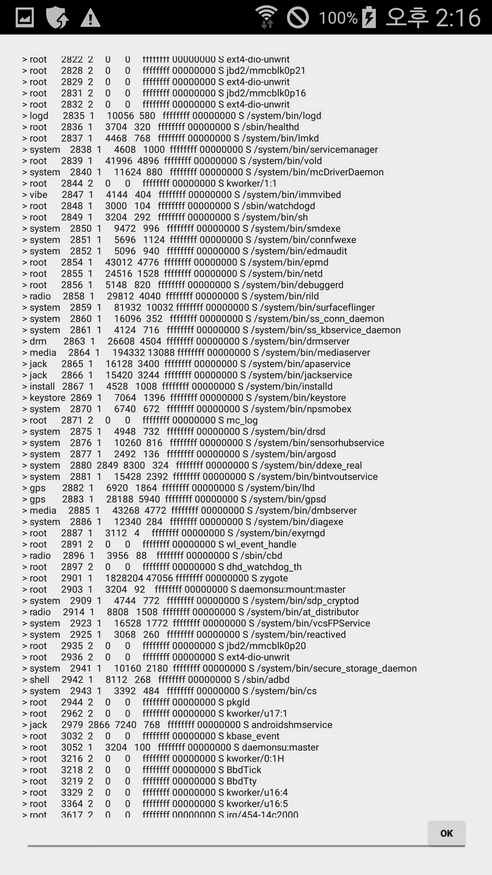 100% 오후 2:16
> root 2822 2 0 0 ffffffff 00000000 S ext4-dio-unwrit
> root 2828 2 0 0 ffffffff 00000000 S jbd2/mmcblk0p21
> root 2829 2 0 0 ffffffff 00000000 S ext4-dio-unwrit
> root 2831 2 0 0 ffffffff 00000000 S jbd2/mmcblk0p16
> root 2832 2 0 0 ffffffff 00000000 S ext4-dio-unwrit
> logd 2835 1 10056 580 ffffffff 00000000 S /system/bin/logd
> root 2836 1 3704 320 ffffffff 00000000 S /sbin/healthd
> root 2837 1 4468 768 ffffffff 00000000 S /system/bin/lmkd
> system 2838 1 4608 1000 ffffffff 00000000 S /system/bin/servicemanager
> root 2839 1 41996 4896 ffffffff 00000000 S /system/bin/vold
> system 2840 1 11624 880 ffffffff 00000000 S /system/bin/mcDriverDaemon
> root 2844 2 0 0 ffffffff 00000000 S kworker/1:1
> vibe 2847 1 4144 404 ffffffff 00000000 S /system/bin/immvibed
> root 2848 1 3000 104 ffffffff 00000000 S /sbin/watchdogd
> root 2849 1 3204 292 ffffffff 00000000 S /system/bin/sh
> system 2850 1 9472 996 ffffffff 00000000 S /system/bin/smdexe
> system 2851 1 5696 1124 ffffffff 00000000 S /system/bin/connfwexe
> system 2852 1 5096 940 ffffffff 00000000 S /system/bin/edmaudit
> root 2854 1 43012 4776 ffffffff 00000000 S /system/bin/epmd
> root 2855 1 24516 1528 ffffffff 00000000 S /system/bin/netd
> root 2856 1 5148 820 ffffffff 00000000 S /system/bin/debuggerd
> radio 2858 1 29812 4040 ffffffff 00000000 S /system/bin/rild
> system 2859 1 81932 10032 ffffffff 00000000 S /system/bin/surfaceflinger
> system 2860 1 16096 352 ffffffff 00000000 S /system/bin/ss_conn_daemon
> system 2861 1 4124 716 ffffffff 00000000 S /system/bin/ss_kbservice_daemon
> drm 2863 1 26608 4504 ffffffff 00000000 S /system/bin/drmserver
> media 2864 1 194332 13088 ffffffff 00000000 S /system/bin/mediaserver
> jack 2865 1 16128 3400 ffffffff 00000000 S /system/bin/apaservice
> jack 2866 1 15420 3244 ffffffff 00000000 S /system/bin/jackservice
> install 2867 1 4528 1008 ffffffff 00000000 S /system/bin/installd
> keystore 2869 1 7064 1396 ffffffff 00000000 S /system/bin/keystore
> system 2870 1 6740 672 ffffffff 00000000 S /system/bin/npsmobex
> root 2871 2 0 0 ffffffff 00000000 S mc_log
> system 2875 1 4948 732 ffffffff 00000000 S /system/bin/drsd
> system 2876 1 10260 816 ffffffff 00000000 S /system/bin/sensorhubservice
> system 2877 1 2492 136 ffffffff 00000000 S /system/bin/argosd
> system 2880 2849 8300 324 ffffffff 00000000 S /system/bin/ddexe_real
> system 2881 1 15428 2392 ffffffff 00000000 S /system/bin/bintvoutservice
> gps 2882 1 6920 1864 ffffffff 00000000 S /system/bin/lhd
> gps 2883 1 28188 5940 ffffffff 00000000 S /system/bin/gpsd
> media 2885 1 43268 4772 ffffffff 00000000 S /system/bin/dmbserver
> system 2886 1 12340 284 ffffffff 00000000 S /system/bin/diagexe
> root 2887 1 3112 4 ffffffff 00000000 S /system/bin/exyrngd
> root 2891 2 0 0 ffffffff 00000000 S wl_event_handle
> radio 2896 1 3956 88 ffffffff 00000000 S /sbin/cbd
> root 2897 2 0 0 ffffffff 00000000 S dhd_watchdog_th
> root 2901 1 1828204 47056 ffffffff 00000000 S zygote
> root 2903 1 3204 92 ffffffff 00000000 S daemonsu:mount:master
> system 2909 1 4744 772 ffffffff 00000000 S /system/bin/sdp_cryptod
> radio 2914 1 8808 1508 ffffffff 00000000 S /system/bin/at_distributor
> system 2923 1 16528 1772 ffffffff 00000000 S /system/bin/vcsFPService
> system 2925 1 3068 260 ffffffff 00000000 S /system/bin/reactived
> root 2935 2 0 0 ffffffff 00000000 S jbd2/mmcblk0p20
> root 2936 2 0 0 ffffffff 00000000 S ext4-dio-unwrit
> system 2941 1 10160 2180 ffffffff 00000000 S /system/bin/secure_storage_daemon
> shell 2942 1 8112 268 ffffffff 00000000 S /sbin/adbd
> system 2943 1 3392 484 ffffffff 00000000 S /system/bin/cs
> root 2944 2 0 0 ffffffff 00000000 S pkgld
> root 2962 2 0 0 ffffffff 00000000 S kworker/u17:1
> jack 2979 2866 7240 768 ffffffff 00000000 S androidshmservice
> root 3032 2 0 0 ffffffff 00000000 S kbase_event
> root 3052 1 3204 100 ffffffff 00000000 S daemonsu:master
> root 3216 2 0 0 ffffffff 00000000 S kworker/0:1H
> root 3218 2 0 0 ffffffff 00000000 S BbdTick
> root 3219 2 0 0 ffffffff 00000000 S BbdTty
> root 3329 2 0 0 ffffffff 00000000 S kworker/u16:4
> root 3364 2 0 0 ffffffff 00000000 S kworker/u16:5
> root 3617 2 0 0 ffffffff 00000000 S irq/454-14c2000
OK